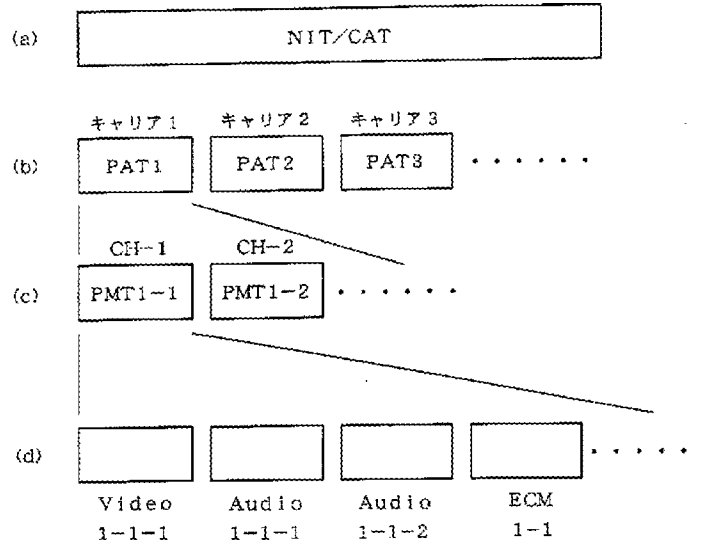 (a) NIT/CAT
キャリア1 キャリア2 キャリア3
(b) PAT1 PAT2 PAT3 ・・・・・・
CH-1 CH-2
(c) PMT1-1 PMT1-2 ・・・・・・
(d) ・・・・・
Video Audio Audio ECM
1-1-1 1-1-1 1-1-2 1-1